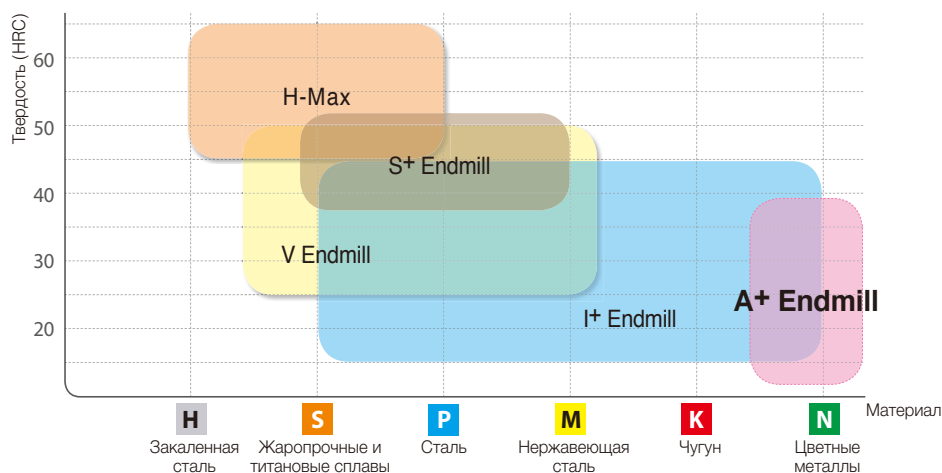 Твердость (HRC)
60
50
40
30
20
H-Max
S+ Endmill
V Endmill
I+ Endmill
A+ Endmill
H
S
P
M
K
N
Материал
Закаленная
сталь
Жаропрочные и
титановые сплавы
Сталь
Нержавеющая
сталь
Чугун
Цветные
металлы